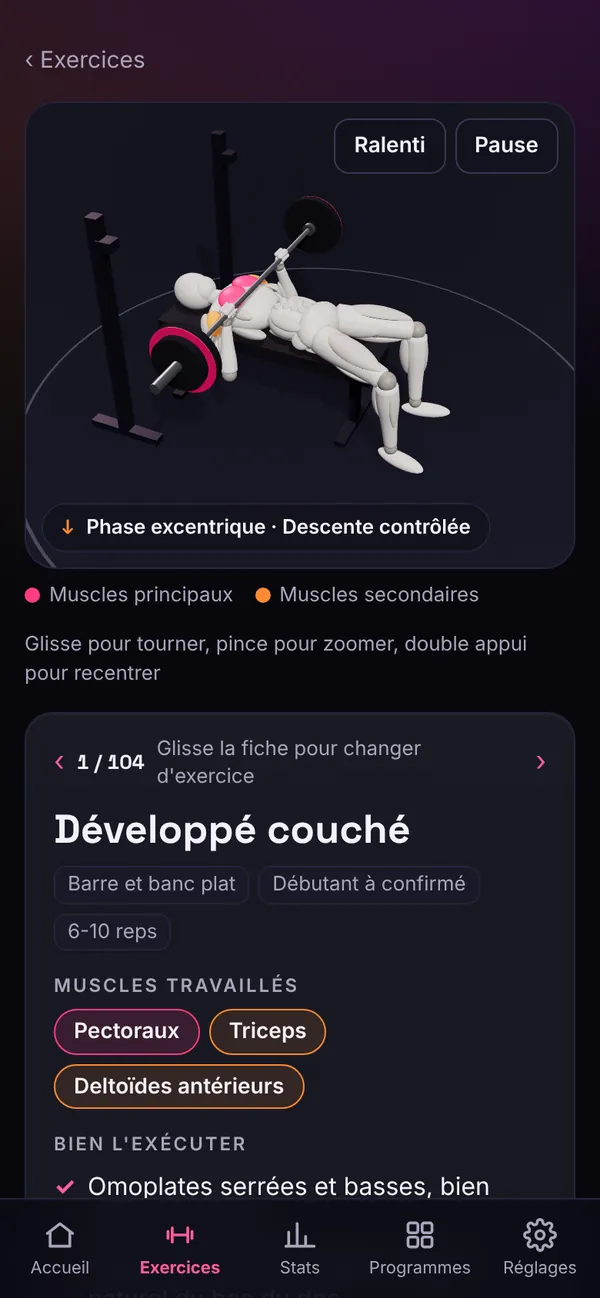 ‹ Exercices
Ralenti
Pause
↓ Phase excentrique · Descente contrôlée
Muscles principaux
Muscles secondaires
Glisse pour tourner, pince pour zoomer, double appui
pour recentrer
‹ 1 / 104
Glisse la fiche pour changer
d'exercice
›
Développé couché
Barre et banc plat
Débutant à confirmé
6-10 reps
MUSCLES TRAVAILLÉS
Pectoraux
Triceps
Deltoïdes antérieurs
BIEN L'EXÉCUTER
✓ Omoplates serrées et basses, bien
Accueil
Exercices
Stats
Programmes
Réglages